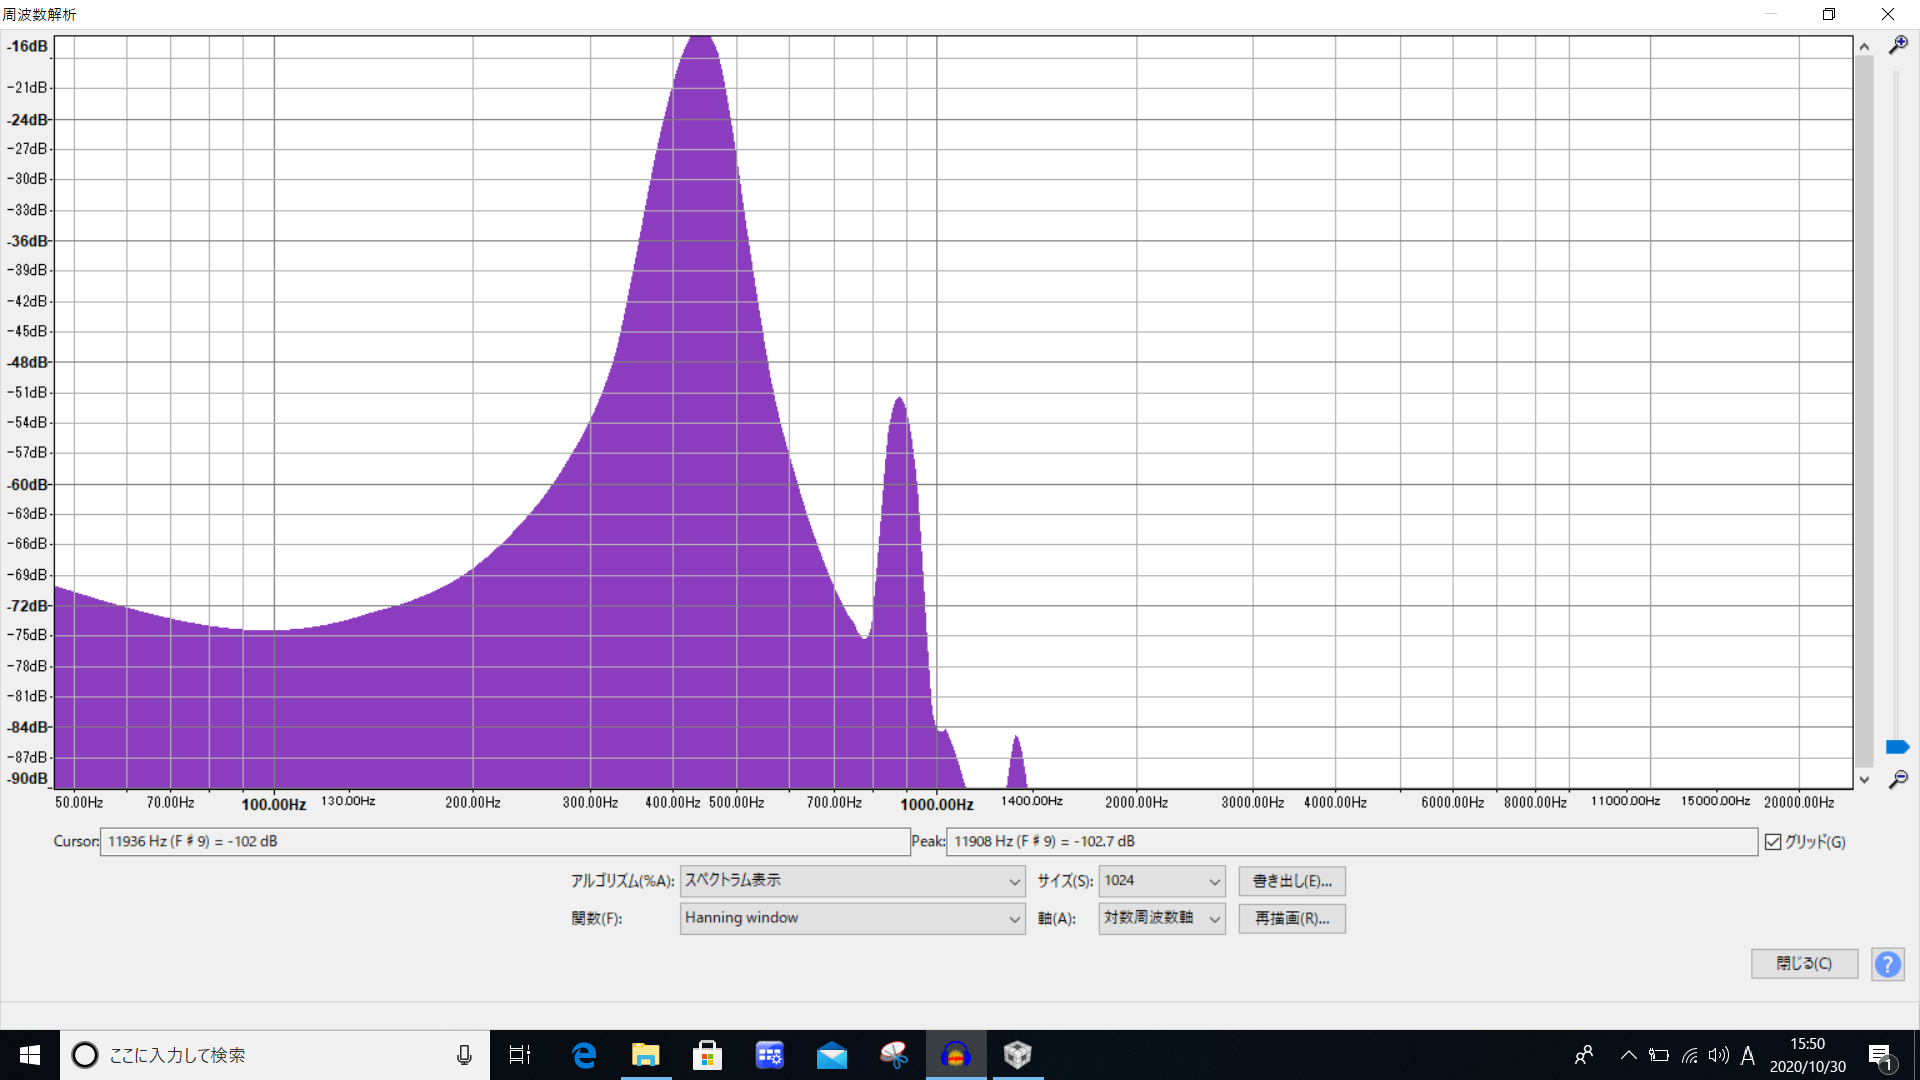 周波数解析
-16dB
-21dB
-24dB
-27dB
-30dB
-33dB
-36dB
-39dB
-42dB
-45dB
-48dB
-51dB
-54dB
-57dB
-60dB
-63dB
-66dB
-69dB
-72dB
-75dB
-78dB
-81dB
-84dB
-87dB
-90dB
50.00Hz 70.00Hz 100.00Hz 130.00Hz 200.00Hz 300.00Hz 400.00Hz 500.00Hz 700.00Hz 1000.00Hz 1400.00Hz 2000.00Hz 3000.00Hz 4000.00Hz 6000.00Hz 8000.00Hz 11000.00Hz 15000.00Hz 20000.00Hz
Cursor: 11936 Hz (F♯9) = -102 dB Peak: 11908 Hz (F♯9) = -102.7 dB グリッド(G)
アルゴリズム(%A): スペクトラム表示 サイズ(S): 1024 書き出し(E)...
関数(F): Hanning window 軸(A): 対数周波数軸 再描画(R)...
閉じる(C) ?
ここに入力して検索 A 15:50
2020/10/30 1